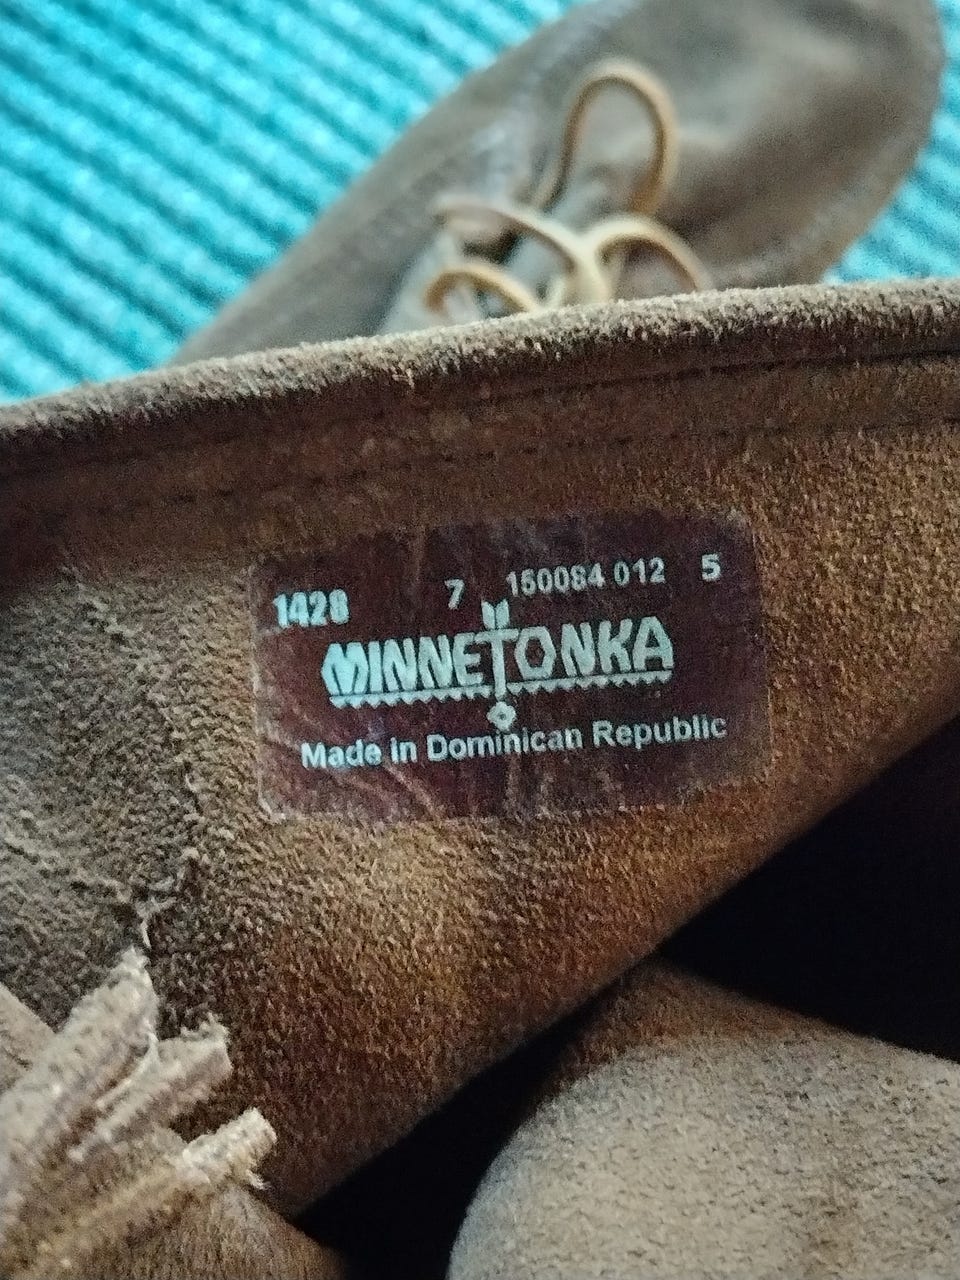 1428 7 150084 012 5
MINNETONKA
Made in Dominican Republic